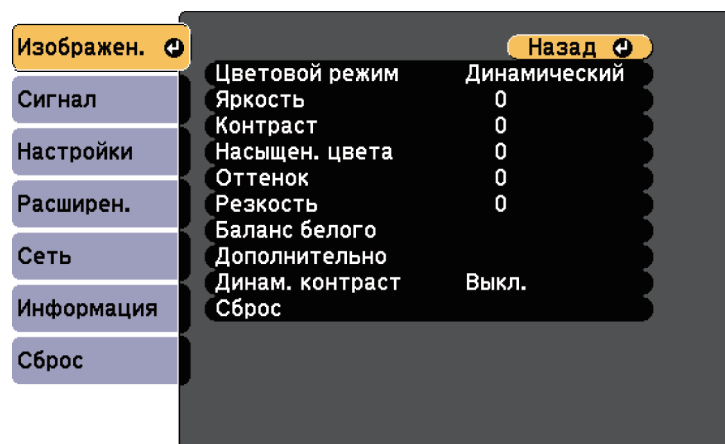 Изображен.
Сигнал
Настройки
Расширен.
Сеть
Информация
Сброс
Назад
Цветовой режим Динамический
Яркость 0
Контраст 0
Насыщен. цвета 0
Оттенок 0
Резкость 0
Баланс белого
Дополнительно
Динам. контраст Выкл.
Сброс